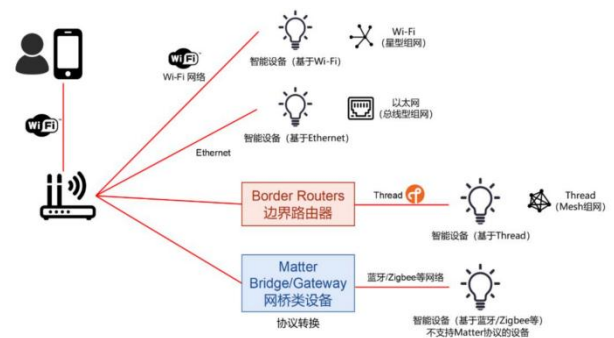 WiFi
Wi-Fi
(星型组网)
WiFi
Wi-Fi 网络
智能设备（基于Wi-Fi）
以太网
(总线型组网)
WiFi
智能设备（基于Ethernet）
Ethernet
Border Routers
边界路由器
Thread
Thread
(Mesh组网)
智能设备（基于Thread）
Matter
Bridge/Gateway
网桥类设备
蓝牙/Zigbee等网络
协议转换
智能设备（基于蓝牙/Zigbee等）
不支持Matter协议的设备